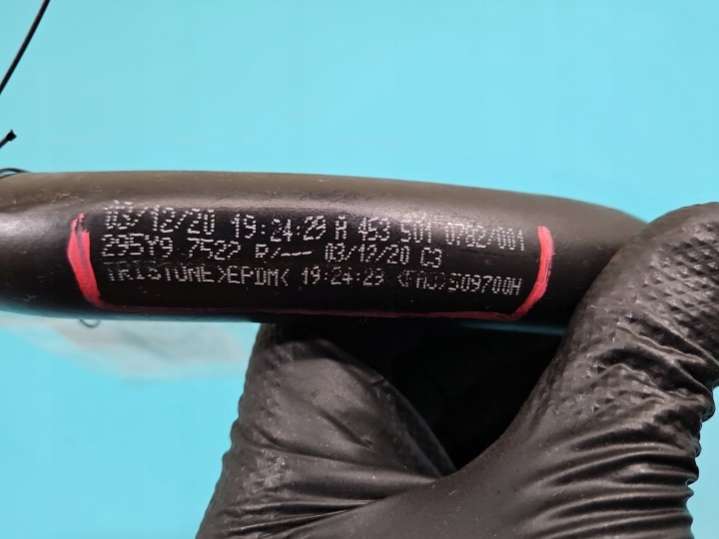 03/12/20 19:24:29 A 453 501 0782/001
295Y9 7522 R/--- 03/12/20 C3
TRISTONE>EPDM< 19:24:29 <FAU>S09700H